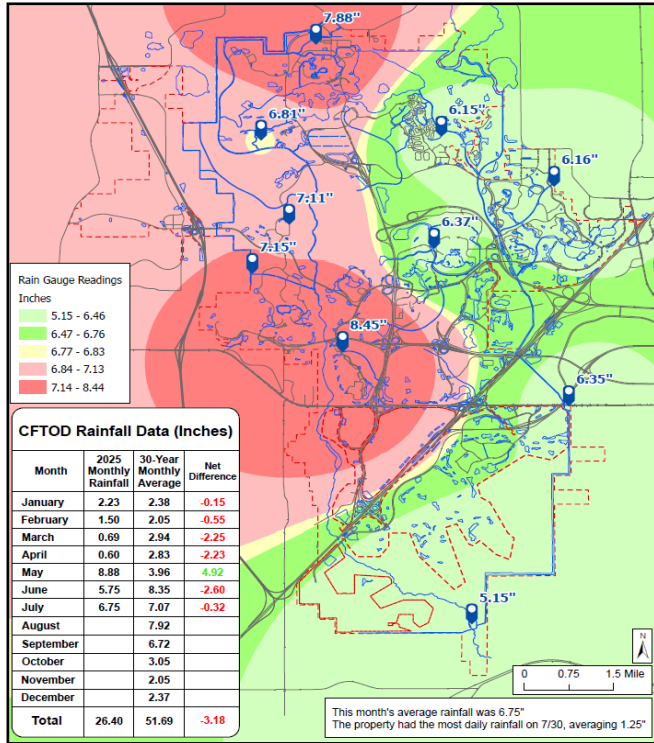 7.88"
6.81"
6.15"
6.16"
7.11"
6.37"
7.15"
8.45"
6.35"
5.15"
Rain Gauge Readings
Inches
5.15 - 6.46
6.47 - 6.76
6.77 - 6.83
6.84 - 7.13
7.14 - 8.44
CFTOD Rainfall Data (Inches)
Month 2025 Monthly Rainfall 30-Year Monthly Average Net Difference
January 2.23 2.38 -0.15
February 1.50 2.05 -0.55
March 0.69 2.94 -2.25
April 0.60 2.83 -2.23
May 8.88 3.96 4.92
June 5.75 8.35 -2.60
July 6.75 7.07 -0.32
August 7.92
September 6.72
October 3.05
November 2.05
December 2.37
Total 26.40 51.69 -3.18
N
0 0.75 1.5 Mile
This month's average rainfall was 6.75"
The property had the most daily rainfall on 7/30, averaging 1.25"